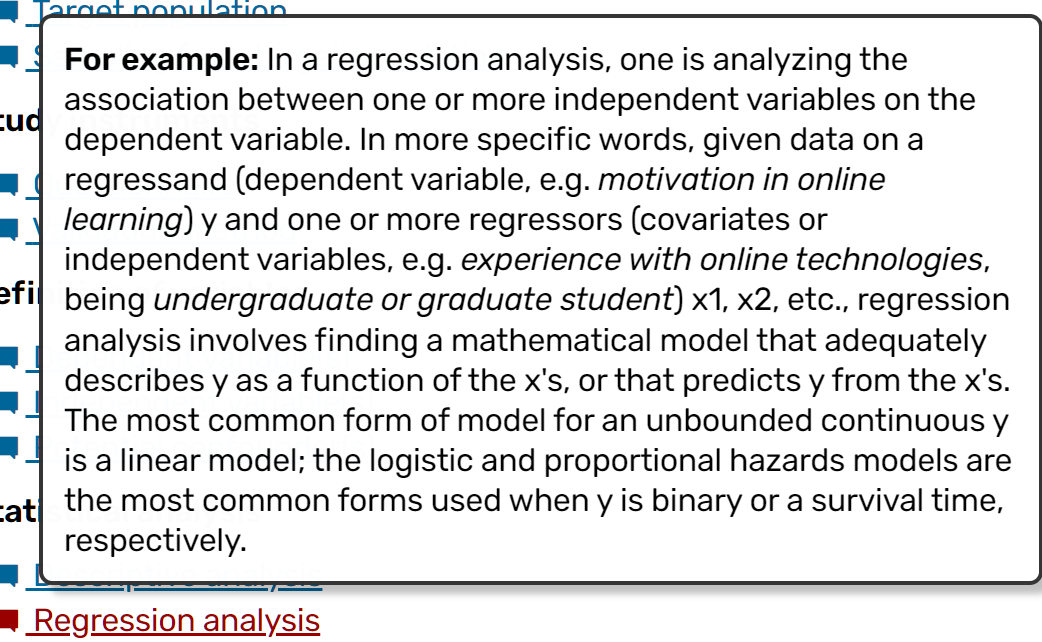 Target population
For example: In a regression analysis, one is analyzing the
association between one or more independent variables on the
dependent variable. In more specific words, given data on a
regressand (dependent variable, e.g. motivation in online
learning) y and one or more regressors (covariates or
independent variables, e.g. experience with online technologies,
being undergraduate or graduate student) x1, x2, etc., regression
analysis involves finding a mathematical model that adequately
describes y as a function of the x's, or that predicts y from the x's.
The most common form of model for an unbounded continuous y
is a linear model; the logistic and proportional hazards models are
the most common forms used when y is binary or a survival time,
respectively.
Descriptive analysis
Regression analysis